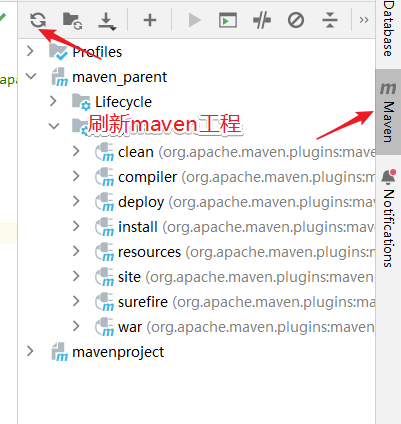 Profiles
maven_parent
Lifecycle
刷新maven工程
clean (org.apache.maven.plugins:mave
compiler (org.apache.maven.plugins:m
deploy (org.apache.maven.plugins:mav
install (org.apache.maven.plugins:mav
resources (org.apache.maven.plugins:
site (org.apache.maven.plugins:maven
surefire (org.apache.maven.plugins:ma
war (org.apache.maven.plugins:maven
mavenproject
Database
m
Maven
Notifications